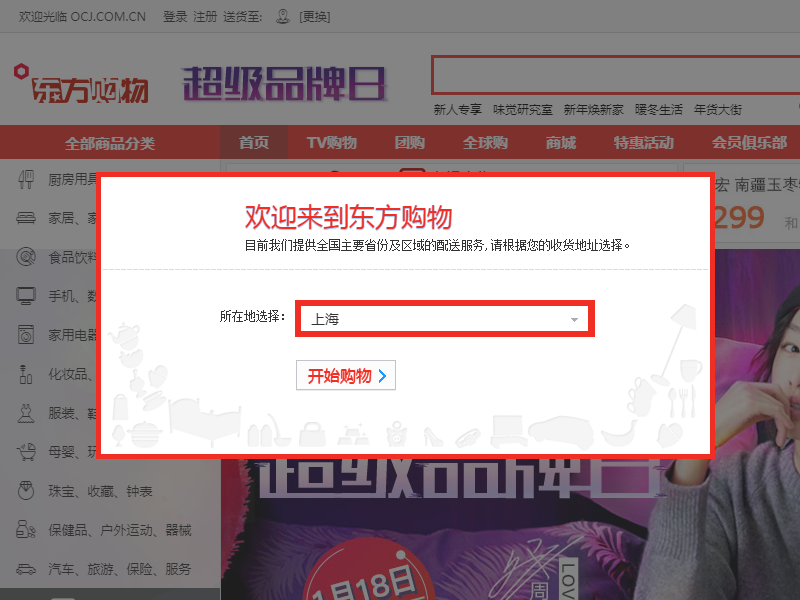 欢迎光临 OCJ.COM.CN 登录 注册 送货至: [更换]
东方购物 超级品牌日
新人专享 味觉研究室 新年焕新家 暖冬生活 年货大街
全部商品分类 首页 TV购物 团购 全球购 商城 特惠活动 会员俱乐部
厨房用具
宏 南疆玉枣
299 和
家居、家
食品饮料
手机、数
家用电器
化妆品、
服装、鞋
母婴、玩
珠宝、收藏、钟表
保健品、户外运动、器械
汽车、旅游、保险、服务
欢迎来到东方购物
目前我们提供全国主要省份及区域的配送服务,请根据您的收货地址选择。
所在地选择: 上海
开始购物
超级品牌日
1月18日
周
LOV